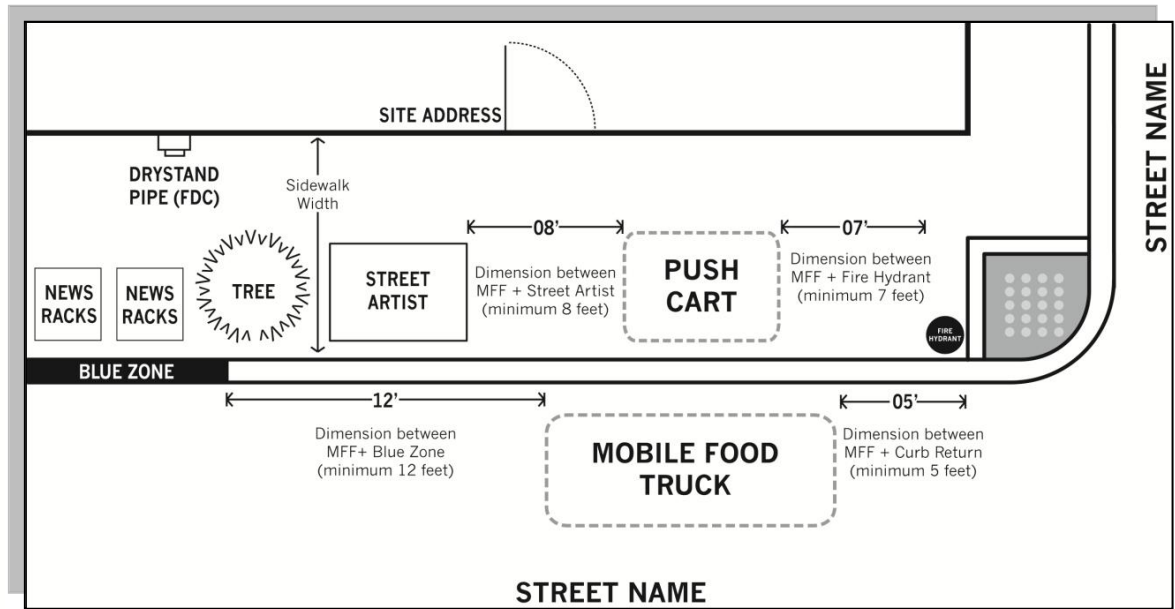 SITE ADDRESS
STREET NAME
DRYSTAND
PIPE (FDC)
Sidewalk
Width
08'
07'
NEWS
RACKS
NEWS
RACKS
TREE
STREET
ARTIST
Dimension between
MFF + Street Artist
(minimum 8 feet)
PUSH
CART
Dimension between
MFF + Fire Hydrant
(minimum 7 feet)
FIRE
HYDRANT
BLUE ZONE
12'
05'
Dimension between
MFF+ Blue Zone
(minimum 12 feet)
MOBILE FOOD
TRUCK
Dimension between
MFF + Curb Return
(minimum 5 feet)
STREET NAME